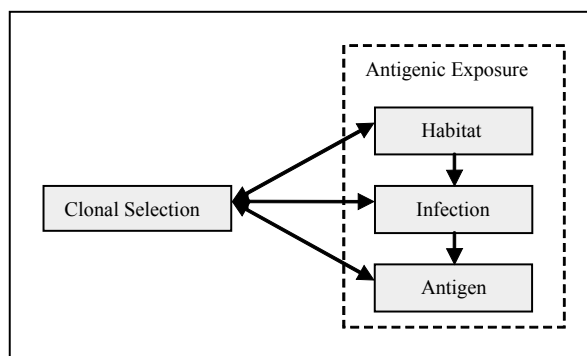 Antigenic Exposure
Habitat
Clonal Selection
Infection
Antigen